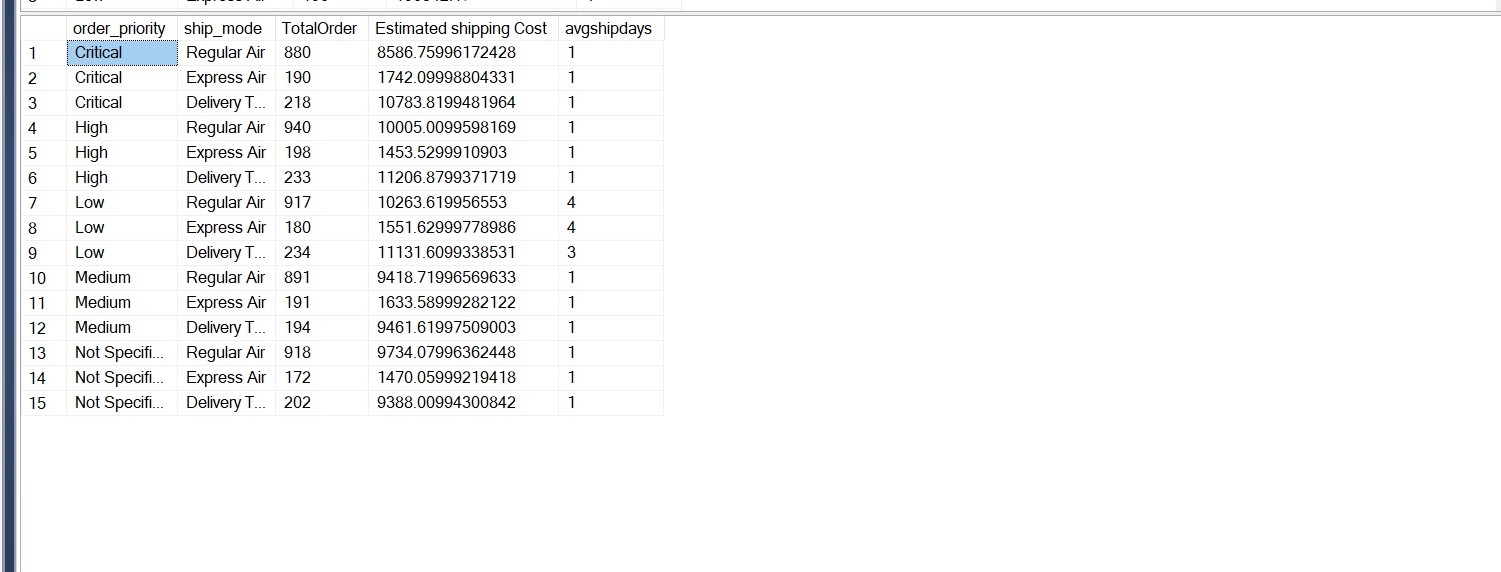 order_priority ship_mode TotalOrder Estimated shipping Cost avgshipdays
1 Critical Regular Air 880 8586.75996172428 1
2 Critical Express Air 190 1742.09998804331 1
3 Critical Delivery T... 218 10783.8199481964 1
4 High Regular Air 940 10005.0099598169 1
5 High Express Air 198 1453.5299910903 1
6 High Delivery T... 233 11206.8799371719 1
7 Low Regular Air 917 10263.619956553 4
8 Low Express Air 180 1551.62999778986 4
9 Low Delivery T... 234 11131.6099338531 3
10 Medium Regular Air 891 9418.71996569633 1
11 Medium Express Air 191 1633.58999282122 1
12 Medium Delivery T... 194 9461.61997509003 1
13 Not Specifi... Regular Air 918 9734.07996362448 1
14 Not Specifi... Express Air 172 1470.05999219418 1
15 Not Specifi... Delivery T... 202 9388.00994300842 1